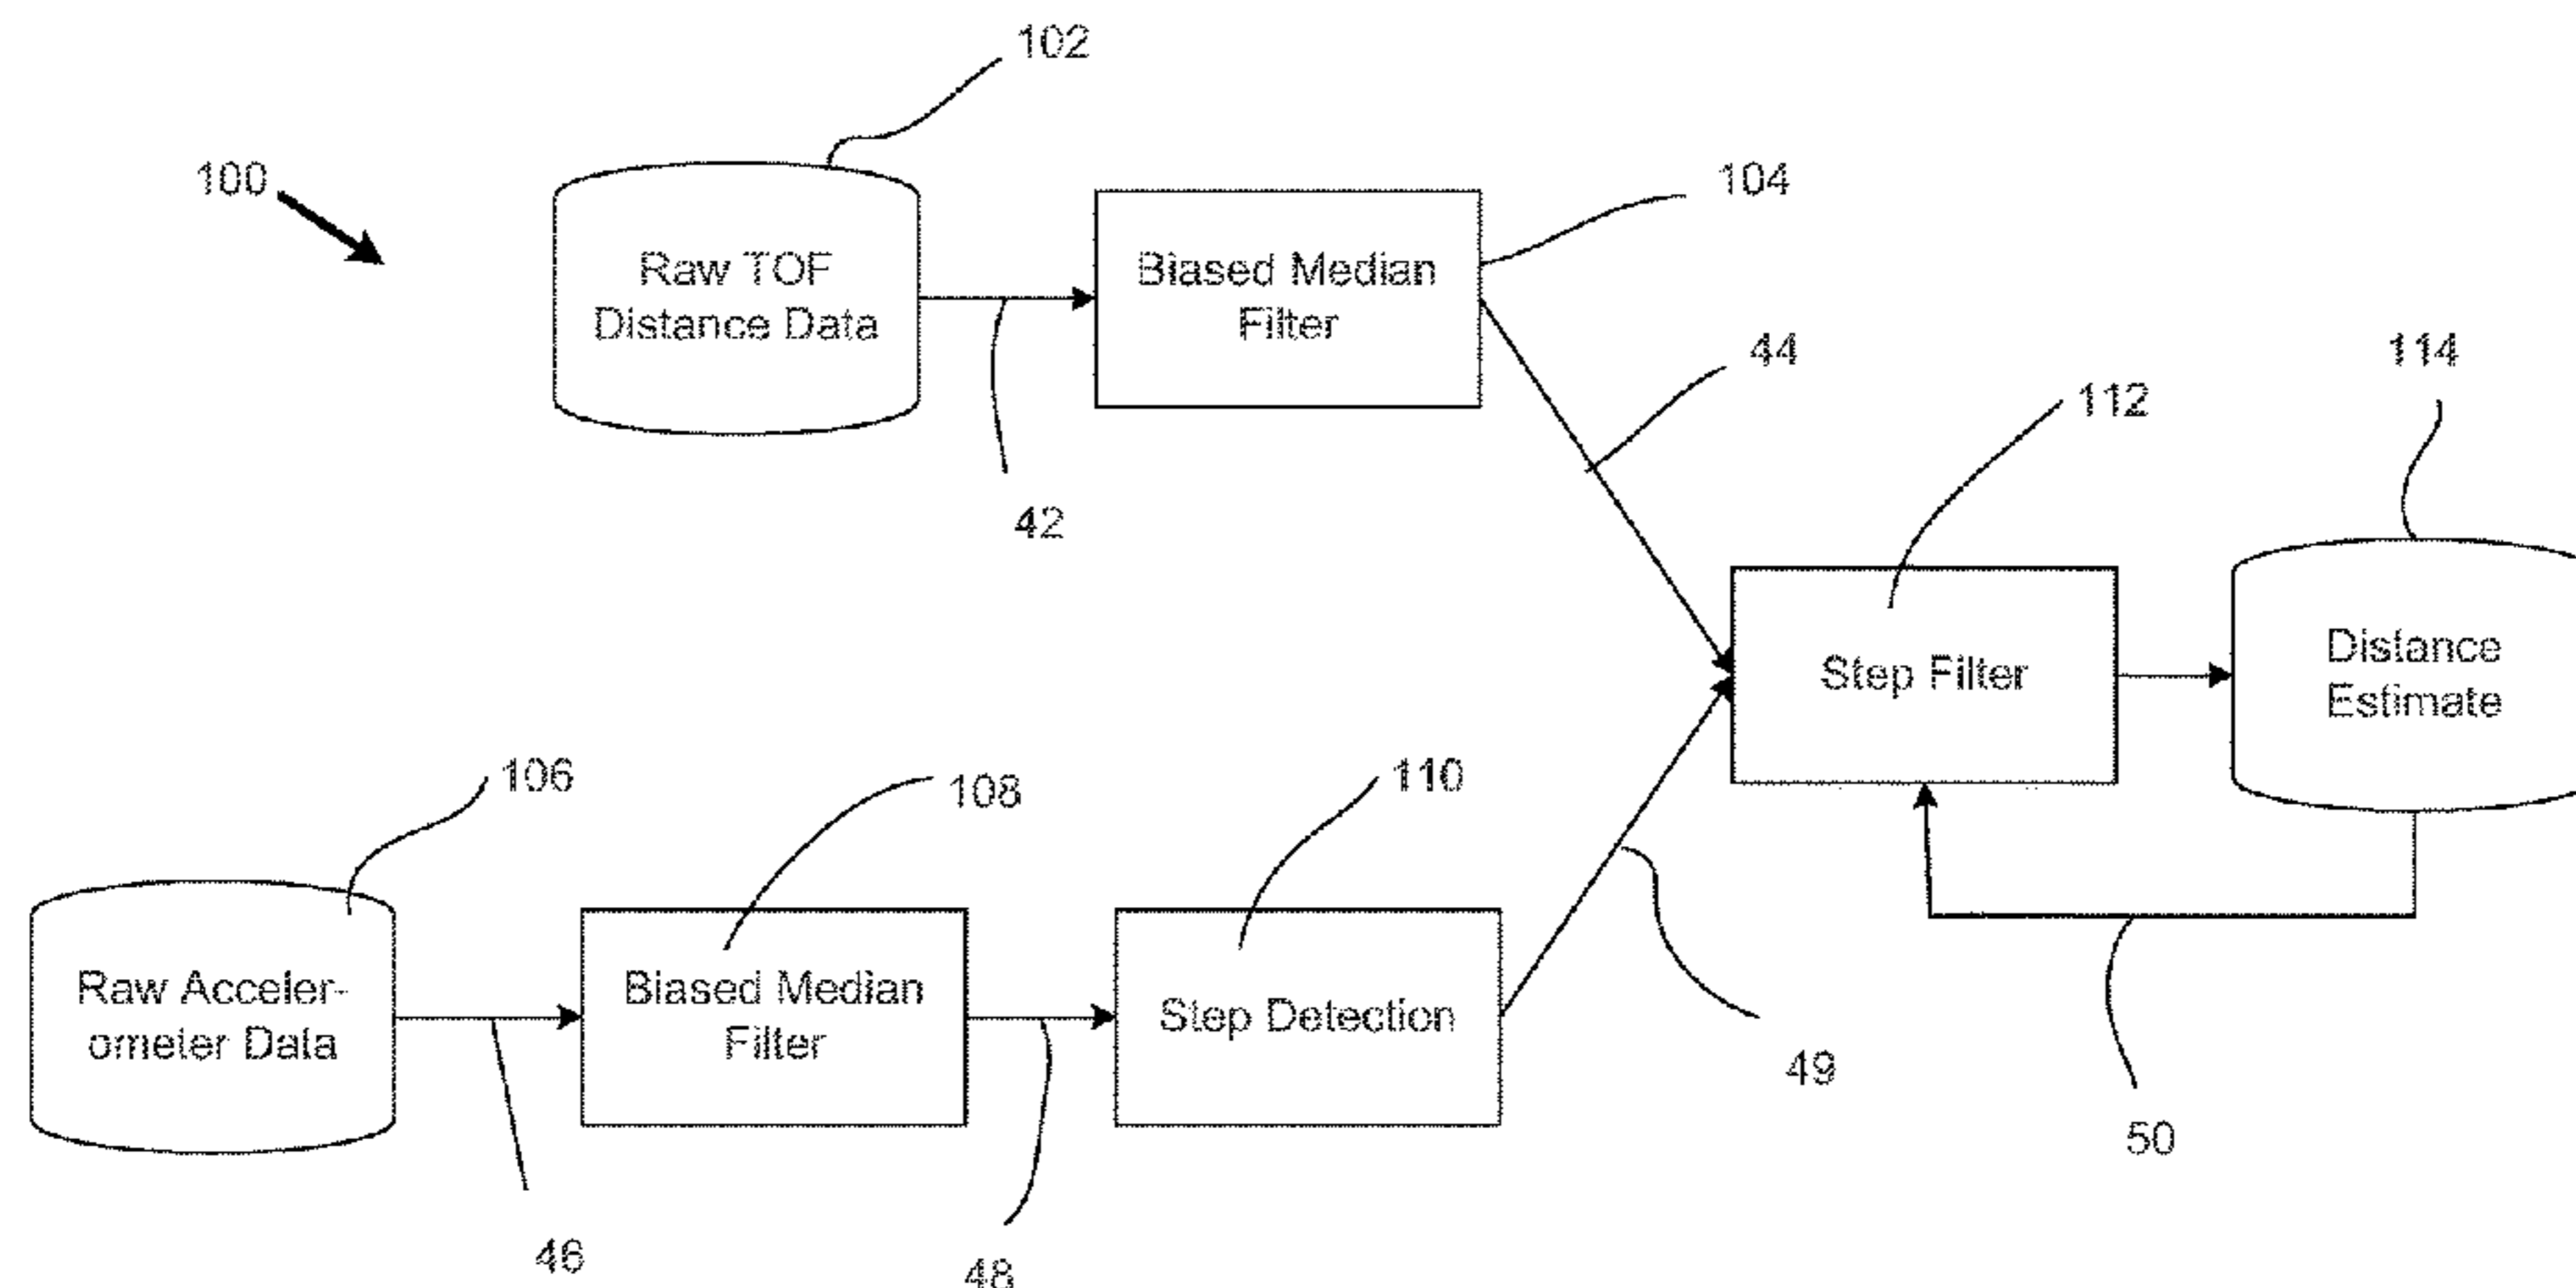 102
100
104
Raw TOF
Distance Data
Biased Median
Filter
44
114
112
42
Step Filter
Distance
Estimate
106
108
110
Raw Acceler-
ometer Data
Biased Median
Filter
Step Detection
49
50
46
48